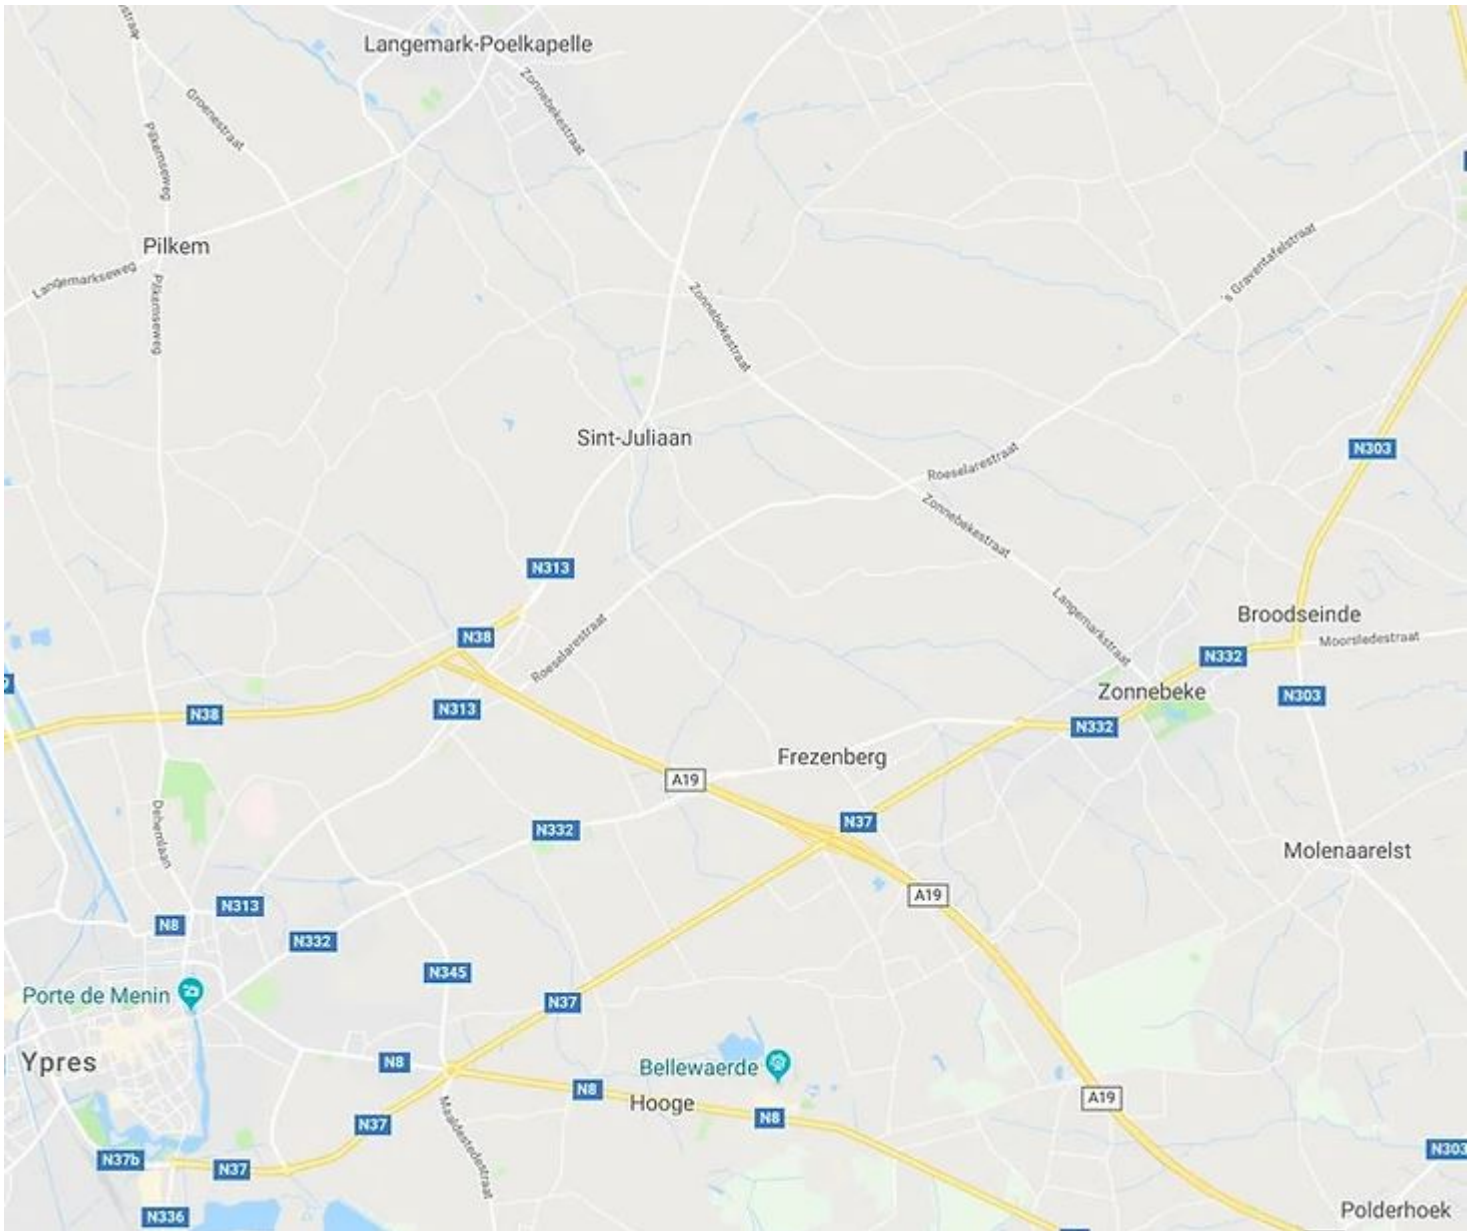 Langemark-Poelkapelle
Zonnebekestraat
Groenestraat
Pilkemseweg
Pilkem
Langemarkseweg
Pilkemseweg
's Graventafelstraat
Zonnebekestraat
Sint-Juliaan
N303
Roeselarestraat
Zonnebekestraat
N313
Langemarkstraat
Broodseinde
N38
Roeselarestraat
Moorsledestraat
N332
Zonnebeke
N303
N313
N38
N332
Frezenberg
A19
N37
N332
Dehemlaan
Molenaarelst
A19
N313
N8
N332
N345
Porte de Menin
N37
Ypres
N8
Bellewaerde
N8
Hooge
A19
N8
N37
Maaldestedestraat
N303
N37b
N37
N336
Polderhoek